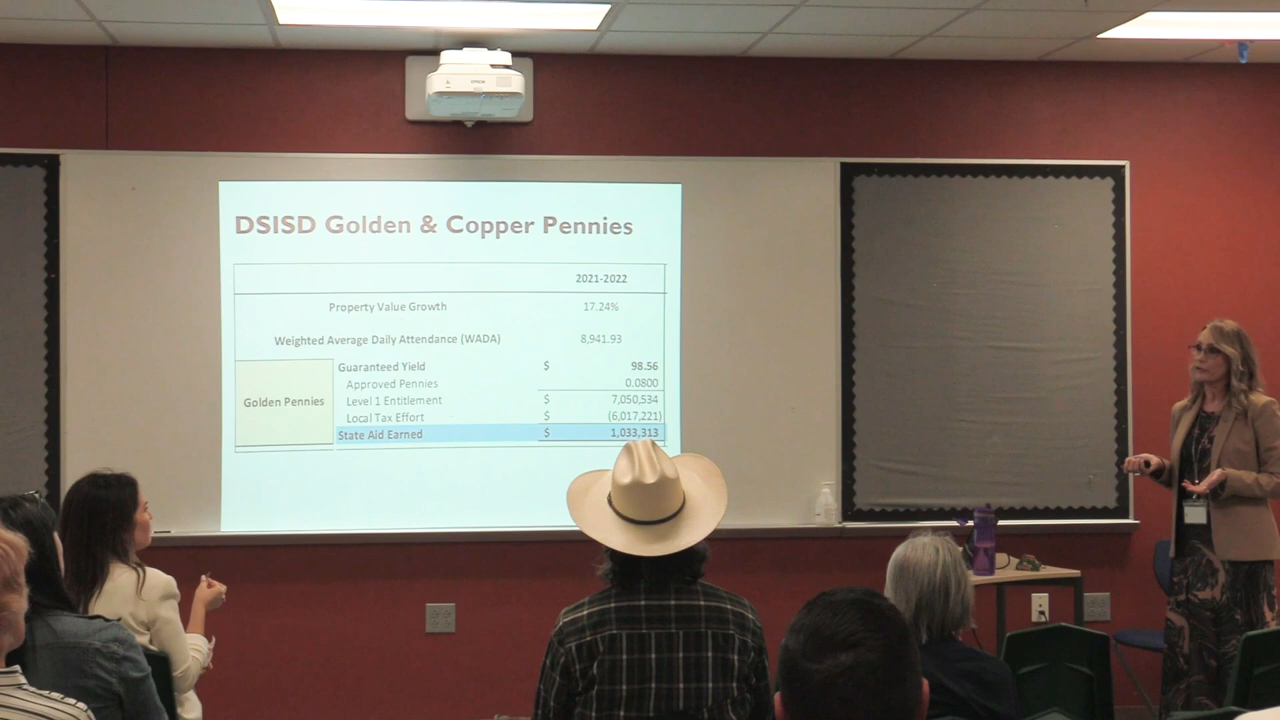 EPSON
DSISD Golden & Copper Pennies
2021-2022
Property Value Growth 17.24%
Weighted Average Daily Attendance (WADA) 8,941.93
Golden Pennies
Guaranteed Yield $ 98.56
Approved Pennies 0.0800
Level 1 Entitlement $ 7,050,534
Local Tax Effort $ (6,017,221)
State Aid Earned $ 1,033,313